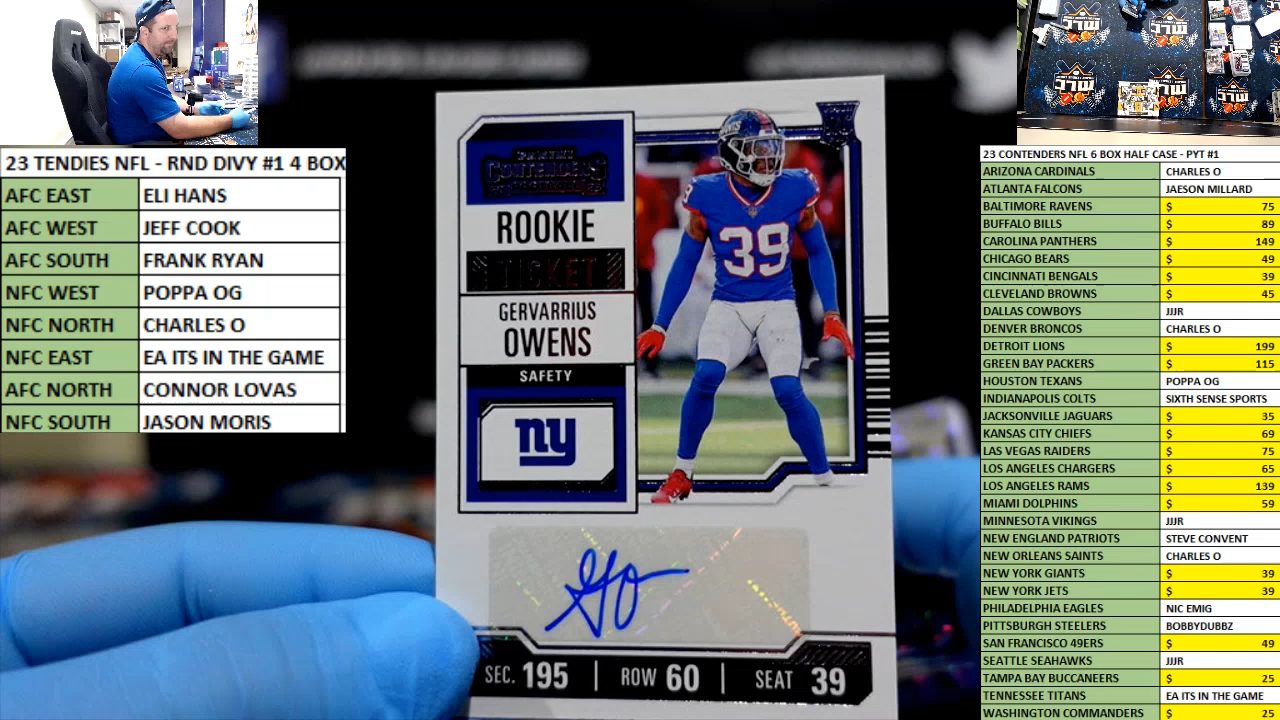 23 TENDIES NFL - RND DIVY #1 4 BOX
AFC EAST ELI HANS
AFC WEST JEFF COOK
AFC SOUTH FRANK RYAN
NFC WEST POPPA OG
NFC NORTH CHARLES O
NFC EAST EA ITS IN THE GAME
AFC NORTH CONNOR LOVAS
NFC SOUTH JASON MORIS
PANINI
CONTENDERS
FOOTBALL
ROOKIE
TICKET
GERVARRIUS
OWENS
SAFETY
ny
39
SEC. 195 | ROW 60 | SEAT 39
23 CONTENDERS NFL 6 BOX HALF CASE - PYT #1
ARIZONA CARDINALS CHARLES O
ATLANTA FALCONS JAESON MILLARD
BALTIMORE RAVENS $ 75
BUFFALO BILLS $ 89
CAROLINA PANTHERS $ 149
CHICAGO BEARS $ 49
CINCINNATI BENGALS $ 39
CLEVELAND BROWNS $ 45
DALLAS COWBOYS JJJR
DENVER BRONCOS CHARLES O
DETROIT LIONS $ 199
GREEN BAY PACKERS $ 115
HOUSTON TEXANS POPPA OG
INDIANAPOLIS COLTS SIXTH SENSE SPORTS
JACKSONVILLE JAGUARS $ 35
KANSAS CITY CHIEFS $ 69
LAS VEGAS RAIDERS $ 75
LOS ANGELES CHARGERS $ 65
LOS ANGELES RAMS $ 139
MIAMI DOLPHINS $ 59
MINNESOTA VIKINGS JJJR
NEW ENGLAND PATRIOTS STEVE CONVENT
NEW ORLEANS SAINTS CHARLES O
NEW YORK GIANTS $ 39
NEW YORK JETS $ 39
PHILADELPHIA EAGLES NIC EMIG
PITTSBURGH STEELERS BOBBYDUBBZ
SAN FRANCISCO 49ERS $ 49
SEATTLE SEAHAWKS JJJR
TAMPA BAY BUCCANEERS $ 25
TENNESSEE TITANS EA ITS IN THE GAME
WASHINGTON COMMANDERS $ 25